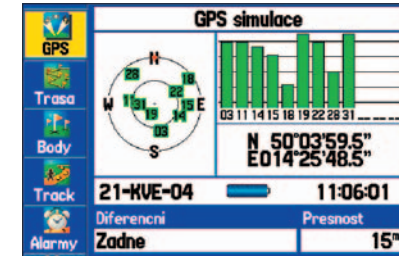 GPS simulace
GPS
Trasa
Body
Track
Alarmy
N
28
18
22
W
11
31
15
E
19
14
03
S
03 11 14 15 18 19 22 28 31
N 50°03'59.5"
E014°25'48.5"
21-KVE-04
11:06:01
Diferencni
Presnost
Zadne
15m